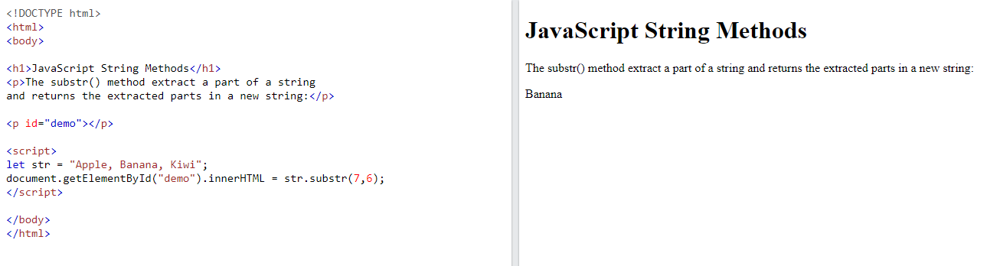 <!DOCTYPE html>
<html>
<body>
<h1>JavaScript String Methods</h1>
<p>The substr() method extract a part of a string
and returns the extracted parts in a new string:</p>
<p id="demo"></p>
<script>
let str = "Apple, Banana, Kiwi";
document.getElementById("demo").innerHTML = str.substr(7,6);
</script>
</body>
</html>
JavaScript String Methods
The substr() method extract a part of a string and returns the extracted parts in a new string:
Banana